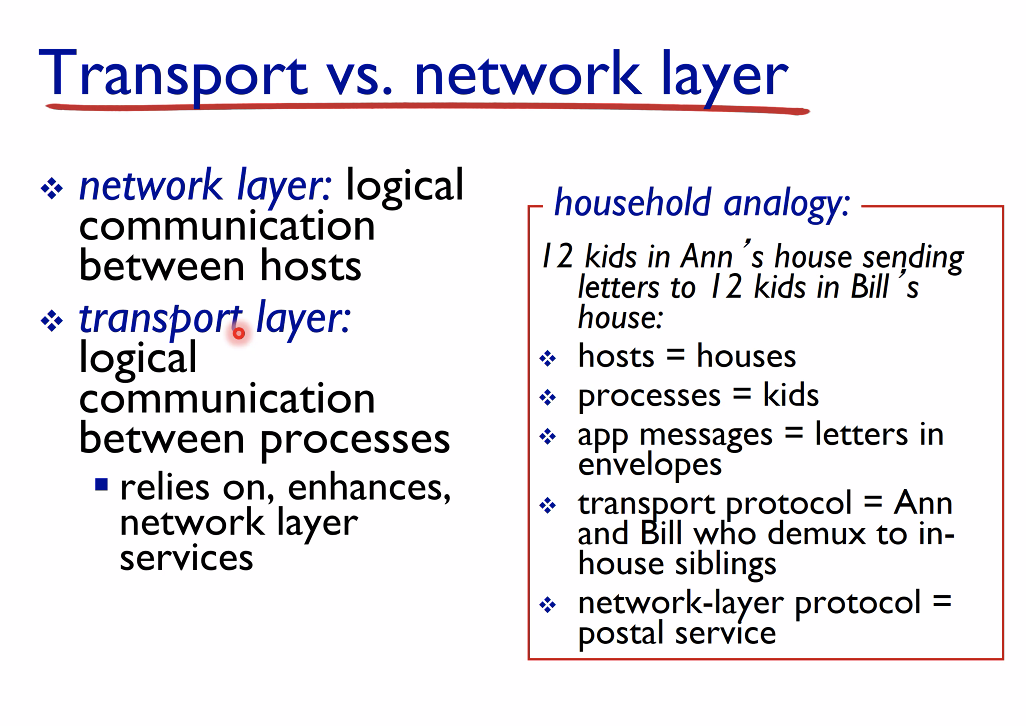 Transport vs. network layer
network layer: logical
communication
between hosts
transport layer:
logical
communication
between processes
relies on, enhances,
network layer
services
household analogy:
12 kids in Ann's house sending
letters to 12 kids in Bill's
house:
hosts = houses
processes = kids
app messages = letters in
envelopes
transport protocol = Ann
and Bill who demux to in-
house siblings
network-layer protocol =
postal service